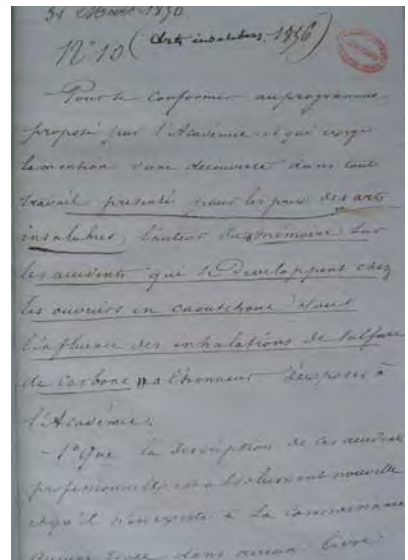 31 Mars 1856
N° 10 (Arts insalubres. 1856)
Pour se conformer au programme
proposé par l'Académie et qui exige
la mention d'une découverte dans tout
travail présenté pour les prix des arts
insalubres, l'auteur du mémoire sur
les accidents qui se développent chez
les ouvriers en caoutchouc
l'influence des inhalations de sulfure
de carbone, a l'honneur d'exposer à
l'Académie:
1° Que la description de ces accidents
professionnels est absolument nouvelle
et qu'il n'en existe à sa connaissance
aucune trace dans aucun livre